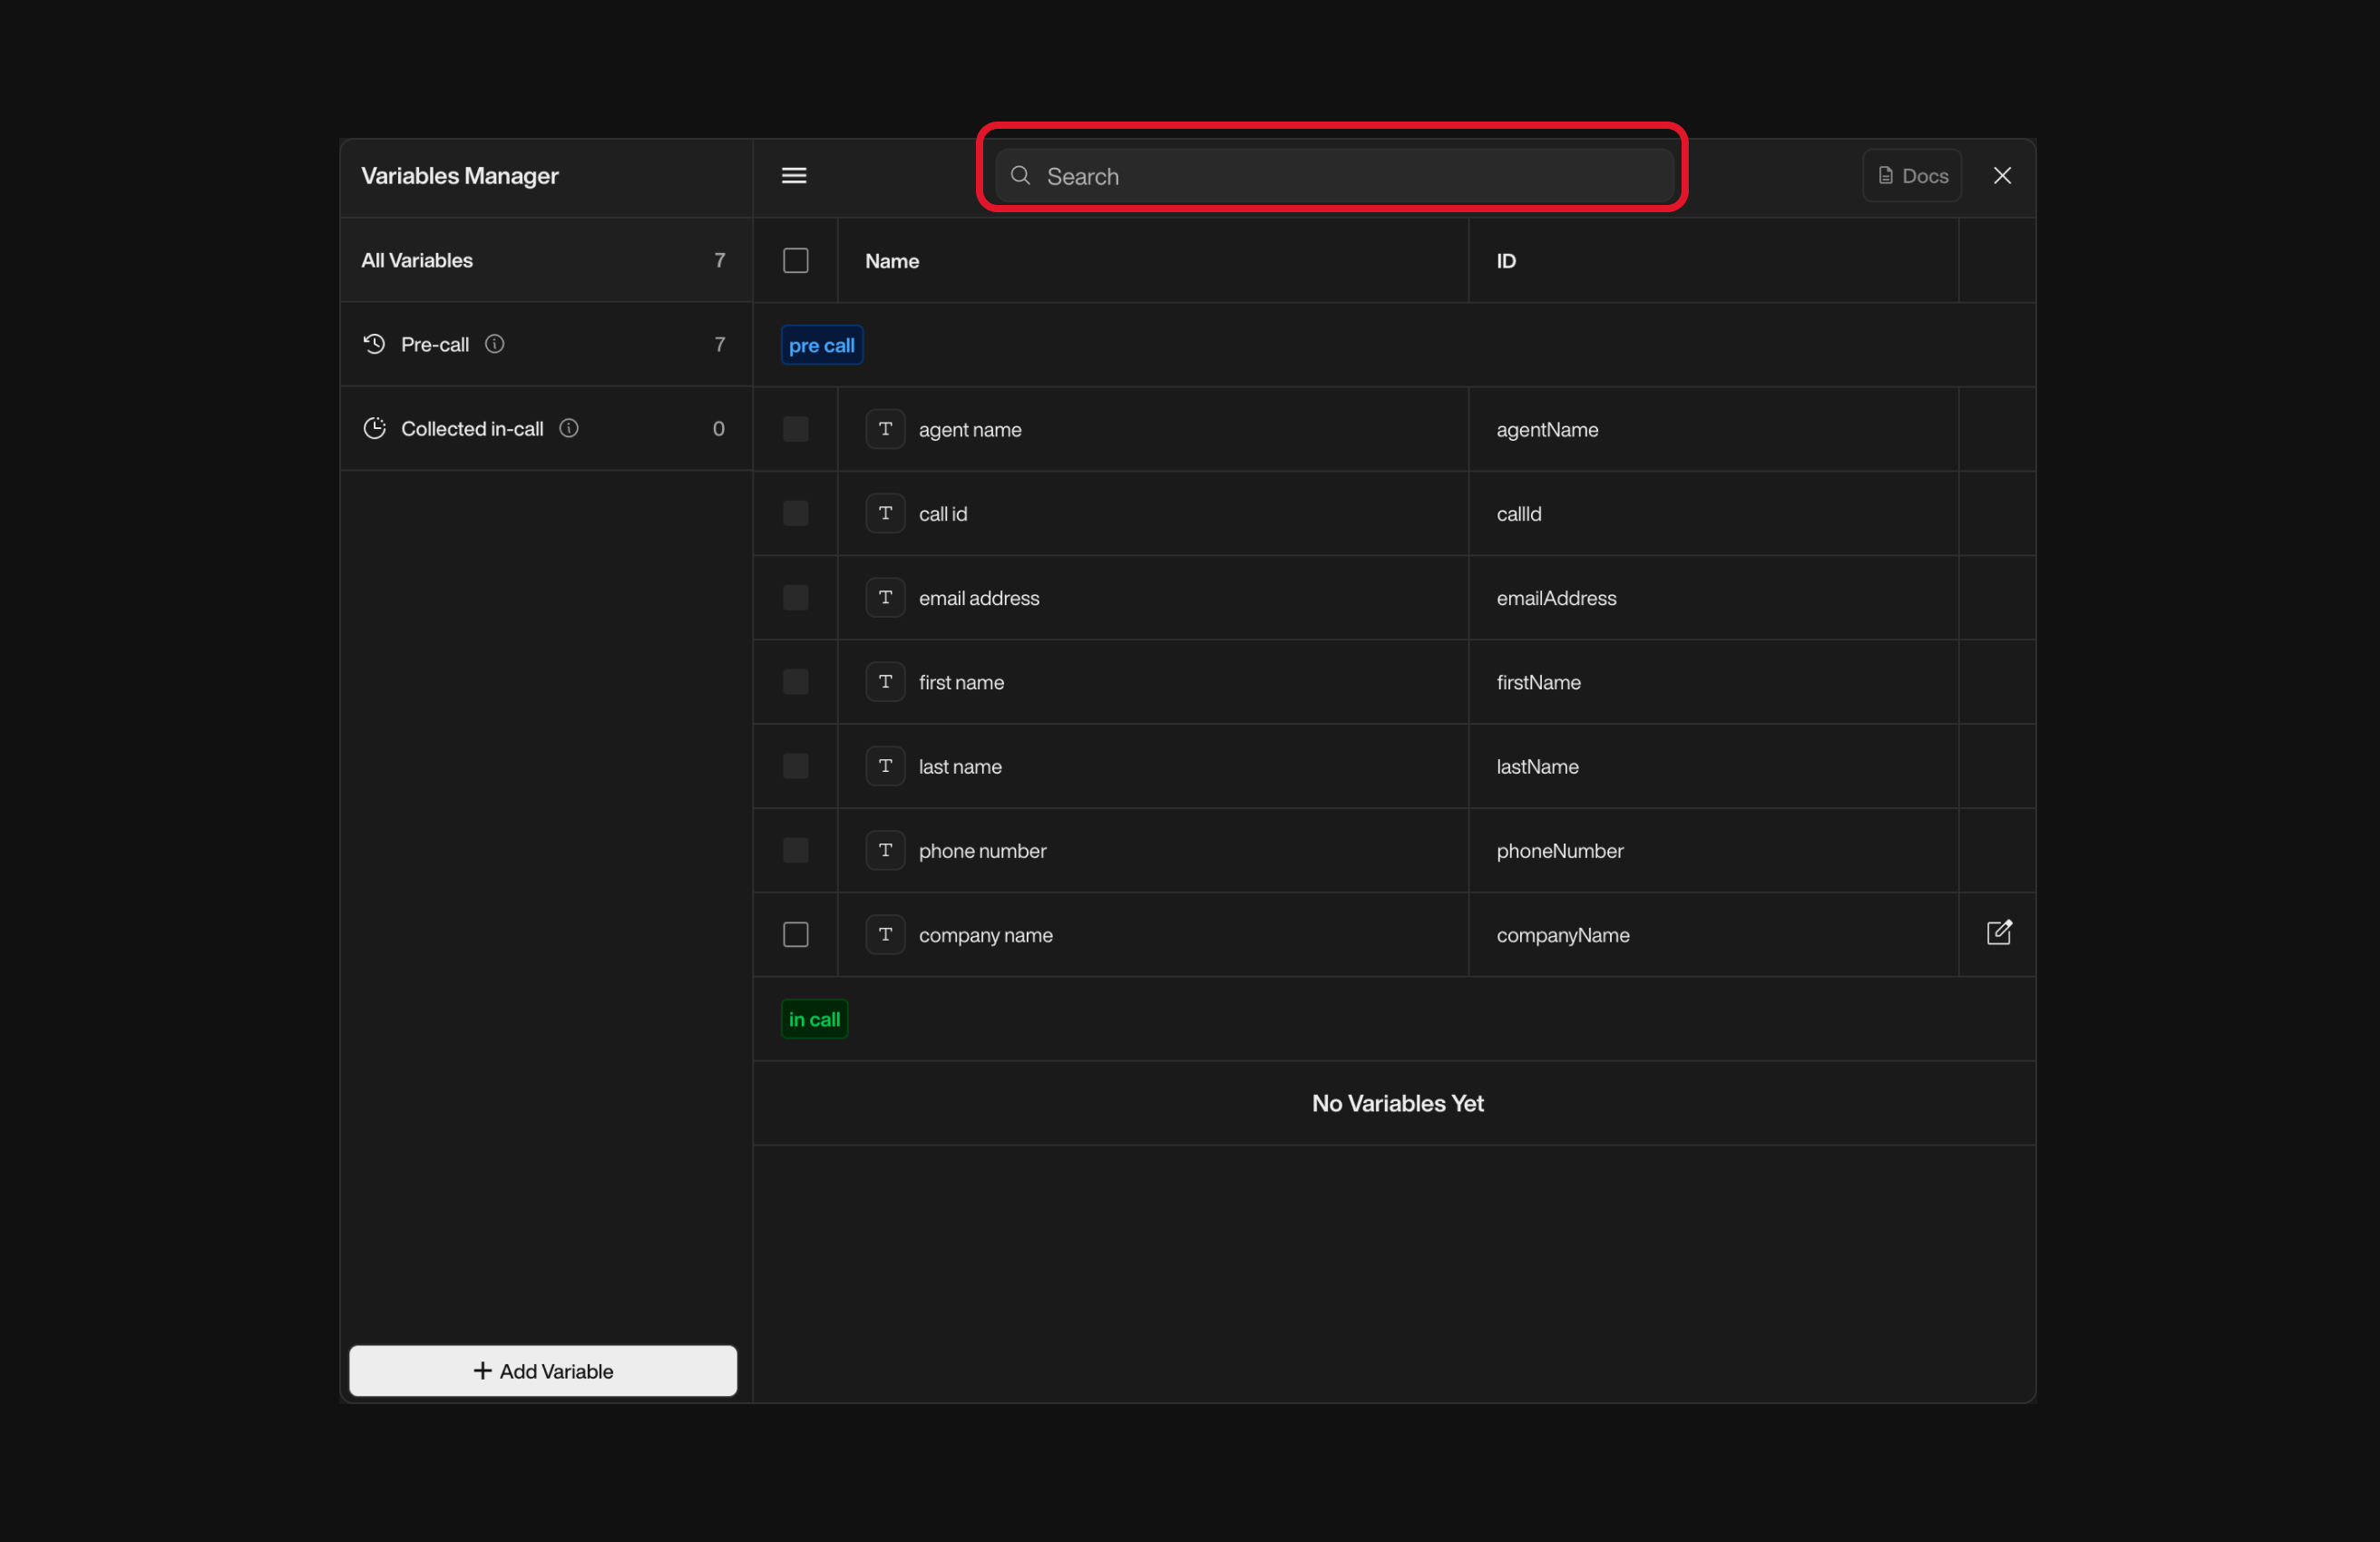 Variables Manager
Search
Docs
All Variables 7
Pre-call 7
Collected in-call 0
Add Variable
Name ID
pre call
T agent name agentName
T call id callId
T email address emailAddress
T first name firstName
T last name lastName
T phone number phoneNumber
T company name companyName
in call
No Variables Yet